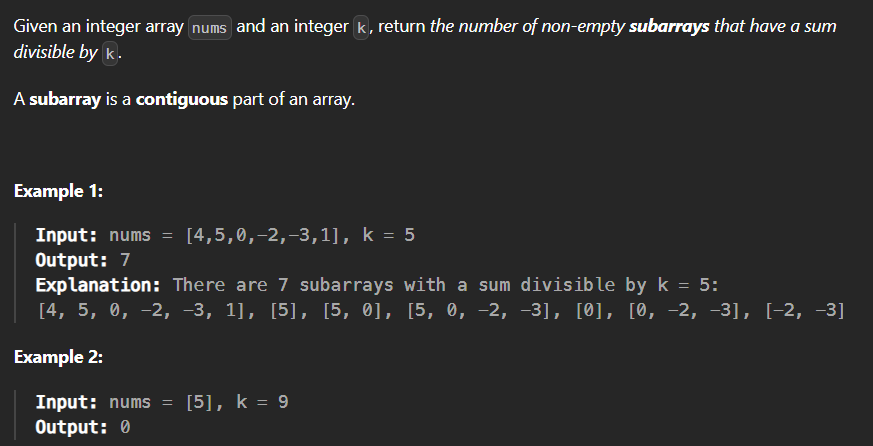 Given an integer array nums and an integer k, return the number of non-empty subarrays that have a sum
divisible by k.
A subarray is a contiguous part of an array.
Example 1:
Input: nums = [4,5,0,-2,-3,1], k = 5
Output: 7
Explanation: There are 7 subarrays with a sum divisible by k = 5:
[4, 5, 0, -2, -3, 1], [5], [5, 0], [5, 0, -2, -3], [0], [0, -2, -3], [-2, -3]
Example 2:
Input: nums = [5], k = 9
Output: 0